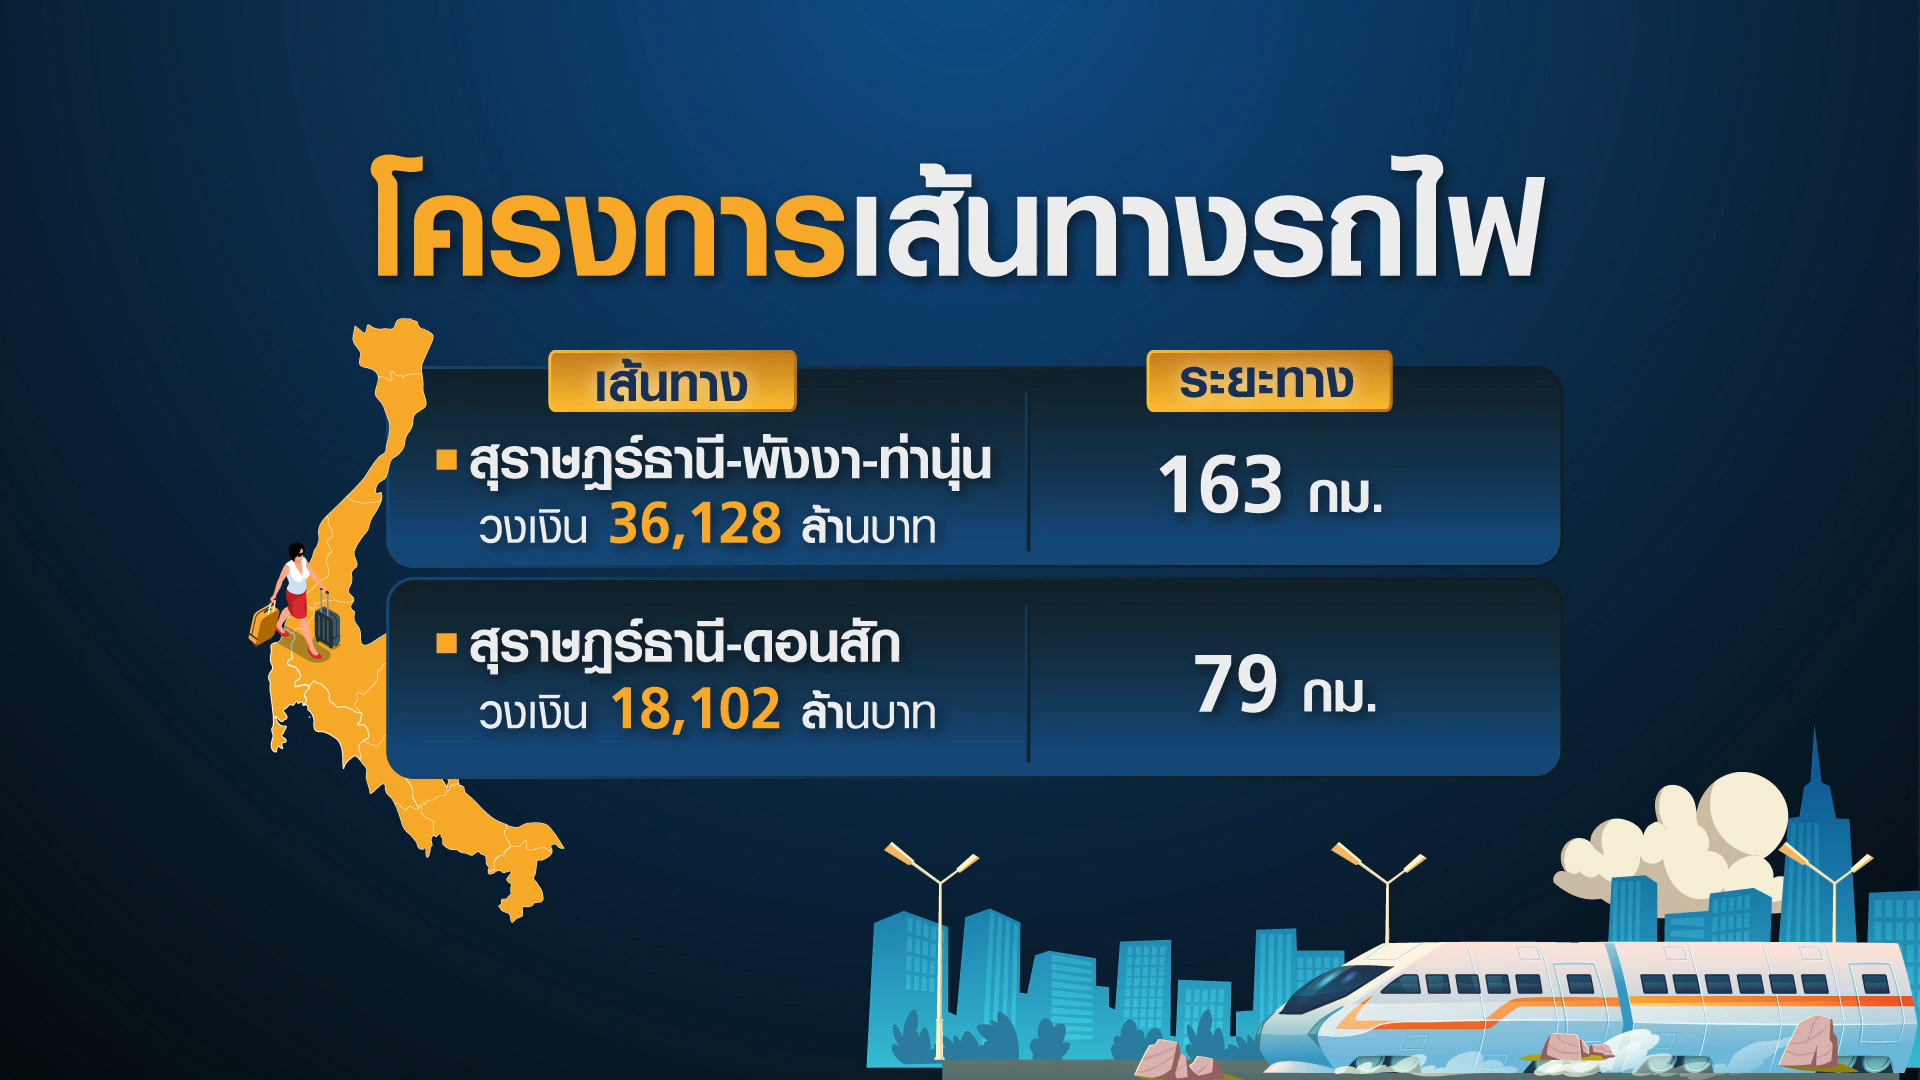 โครงการเส้นทางรถไฟ
เส้นทาง
ระยะทาง
สุราษฎร์ธานี-พังงา-ท่านุ่น
วงเงิน 36,128 ล้านบาท
163 กม.
สุราษฎร์ธานี-ดอนสัก
วงเงิน 18,102 ล้านบาท
79 กม.